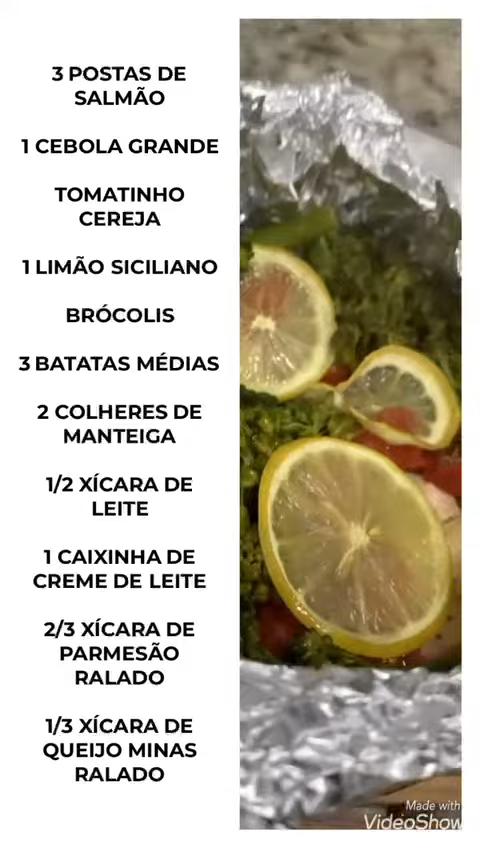 3 POSTAS DE
SALMÃO
1 CEBOLA GRANDE
TOMATINHO
CEREJA
1 LIMÃO SICILIANO
BRÓCOLIS
3 BATATAS MÉDIAS
2 COLHERES DE
MANTEIGA
1/2 XÍCARA DE
LEITE
1 CAIXINHA DE
CREME DE LEITE
2/3 XÍCARA DE
PARMESÃO
RALADO
1/3 XÍCARA DE
QUEIJO MINAS
RALADO
Made with
VideoShow